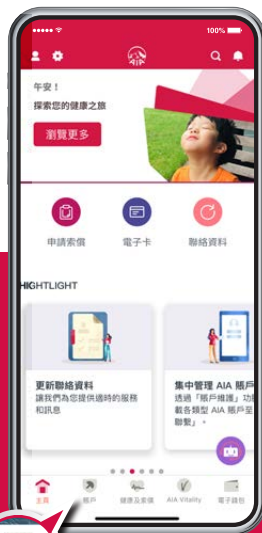 100%
AIA
午安！
探索您的健康之旅
瀏覽更多
申請索償
電子卡
聯絡資料
HIGHTLIGHT
更新聯絡資料
讓我們為您提供適時的服務
和訊息
集中管理 AIA 賬戶
透過「賬戶維護」功
載各類型 AIA 賬戶至
聯繫」。
主頁
賬戶
健康及索償
AIA Vitality
電子錢包